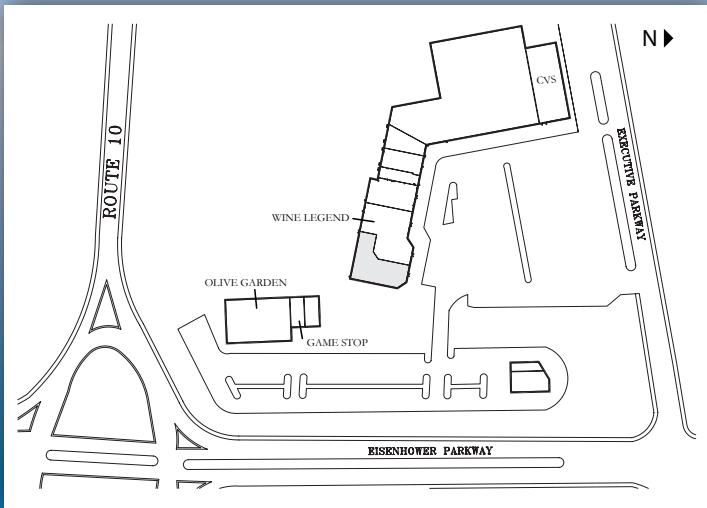 N
CVS
ROUTE 10
EXECUTIVE PARKWAY
WINE LEGEND
OLIVE GARDEN
GAME STOP
EISENHOWER PARKWAY